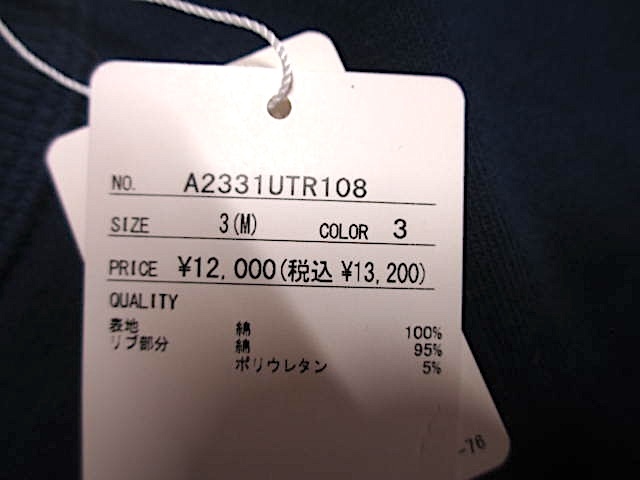 NO. A2331UTR108
SIZE 3(M) COLOR 3
PRICE ¥12,000(税込 ¥13,200)
QUALITY
表地 綿 100%
リブ部分 綿 95%
ポリウレタン 5%
-76